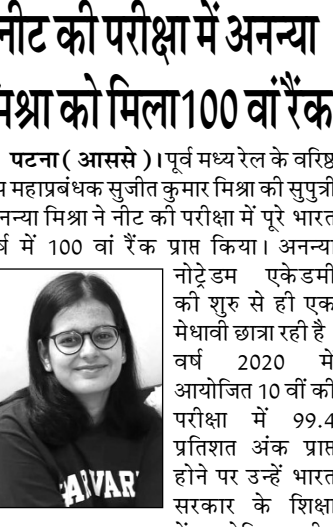 नीट की परीक्षा में अनन्या
मिश्रा को मिला 100 वां रैंक
पटना ( आससे )। पूर्व मध्य रेल के वरिष्ठ
महाप्रबंधक सुजीत कुमार मिश्रा की सुपुत्री
अनन्या मिश्रा ने नीट की परीक्षा में पूरे भारत
में 100 वां रैंक प्राप्त किया। अनन्या
नोट्रेडम एकेडमी
की शुरु से ही एक
मेधावी छात्रा रही है
वर्ष 2020 मे
आयोजित 10 वीं की
परीक्षा में 99.4
प्रतिशत अंक प्राप्त
होने पर उन्हें भारत
सरकार के शिक्षा
ARVAR